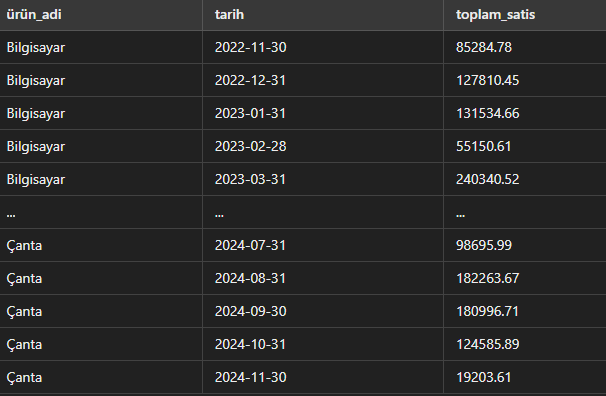 ürün_adi tarih toplam_satis
Bilgisayar 2022-11-30 85284.78
Bilgisayar 2022-12-31 127810.45
Bilgisayar 2023-01-31 131534.66
Bilgisayar 2023-02-28 55150.61
Bilgisayar 2023-03-31 240340.52
... ... ...
Çanta 2024-07-31 98695.99
Çanta 2024-08-31 182263.67
Çanta 2024-09-30 180996.71
Çanta 2024-10-31 124585.89
Çanta 2024-11-30 19203.61